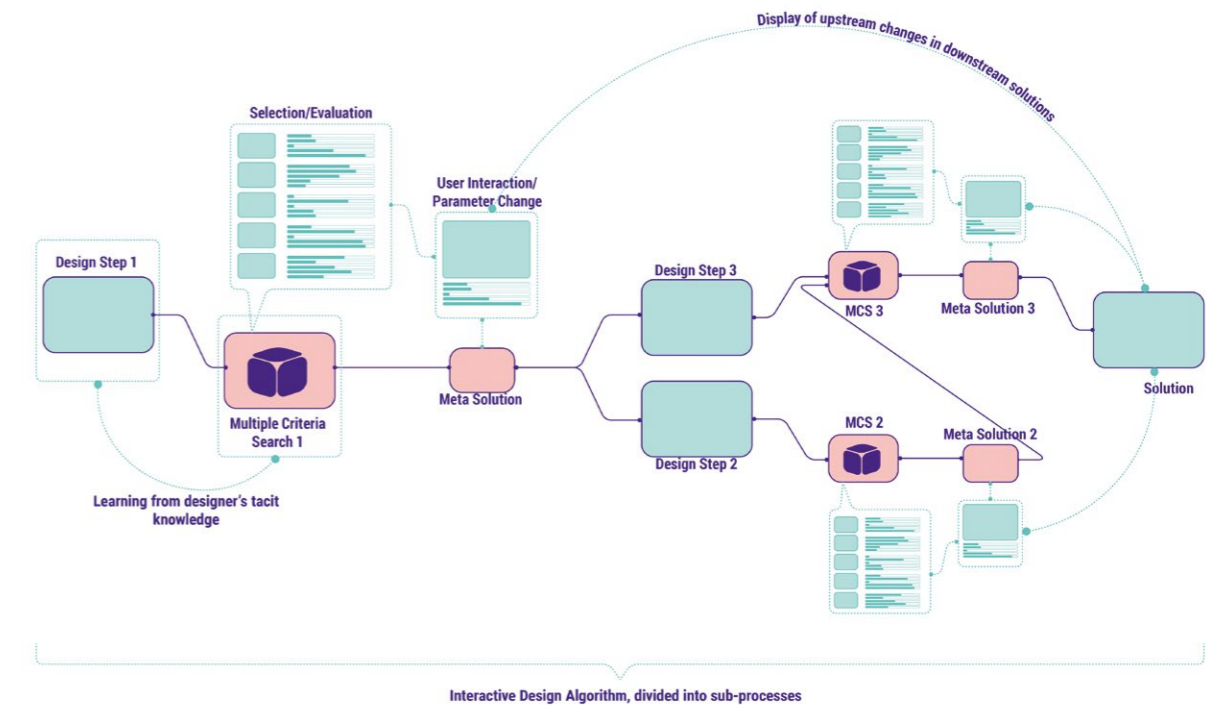 Display of upstream changes in downstream solutions
Selection/Evaluation
User Interaction/
Parameter Change
Design Step 1
Design Step 3
MCS 3
Meta Solution 3
Multiple Criteria
Search 1
Meta Solution
Solution
MCS 2
Meta Solution 2
Design Step 2
Learning from designer's tacit
knowledge
Interactive Design Algorithm, divided into sub-processes